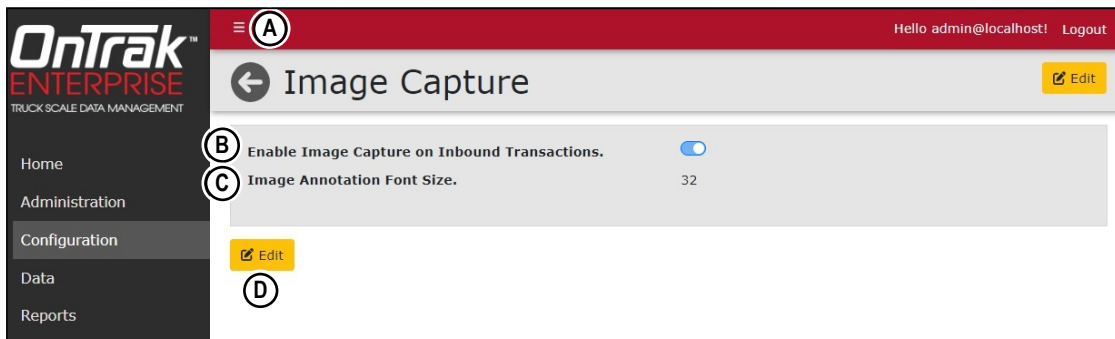 OnTrak™
ENTERPRISE
TRUCK SCALE DATA MANAGEMENT
Home
Administration
Configuration
Data
Reports
A
Hello admin@localhost! Logout
Image Capture
Edit
B
Enable Image Capture on Inbound Transactions.
C
Image Annotation Font Size. 32
Edit
D